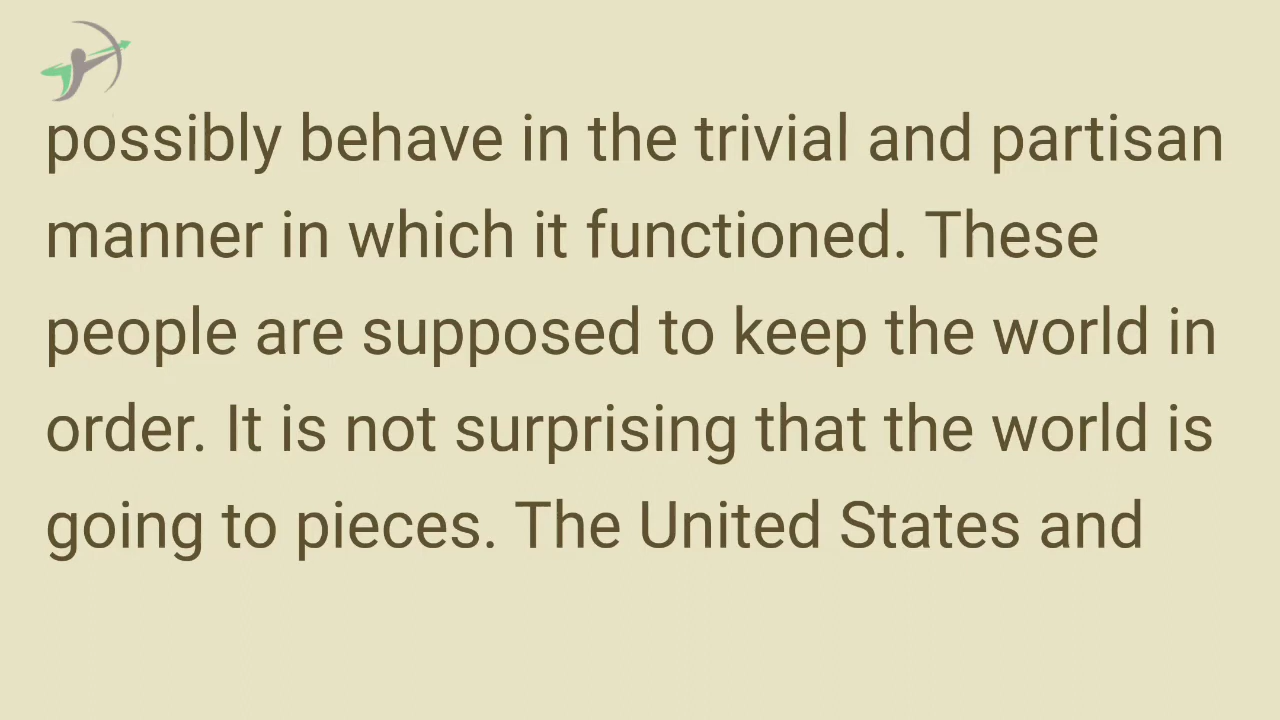 possibly behave in the trivial and partisan
manner in which it functioned. These
people are supposed to keep the world in
order. It is not surprising that the world is
going to pieces. The United States and